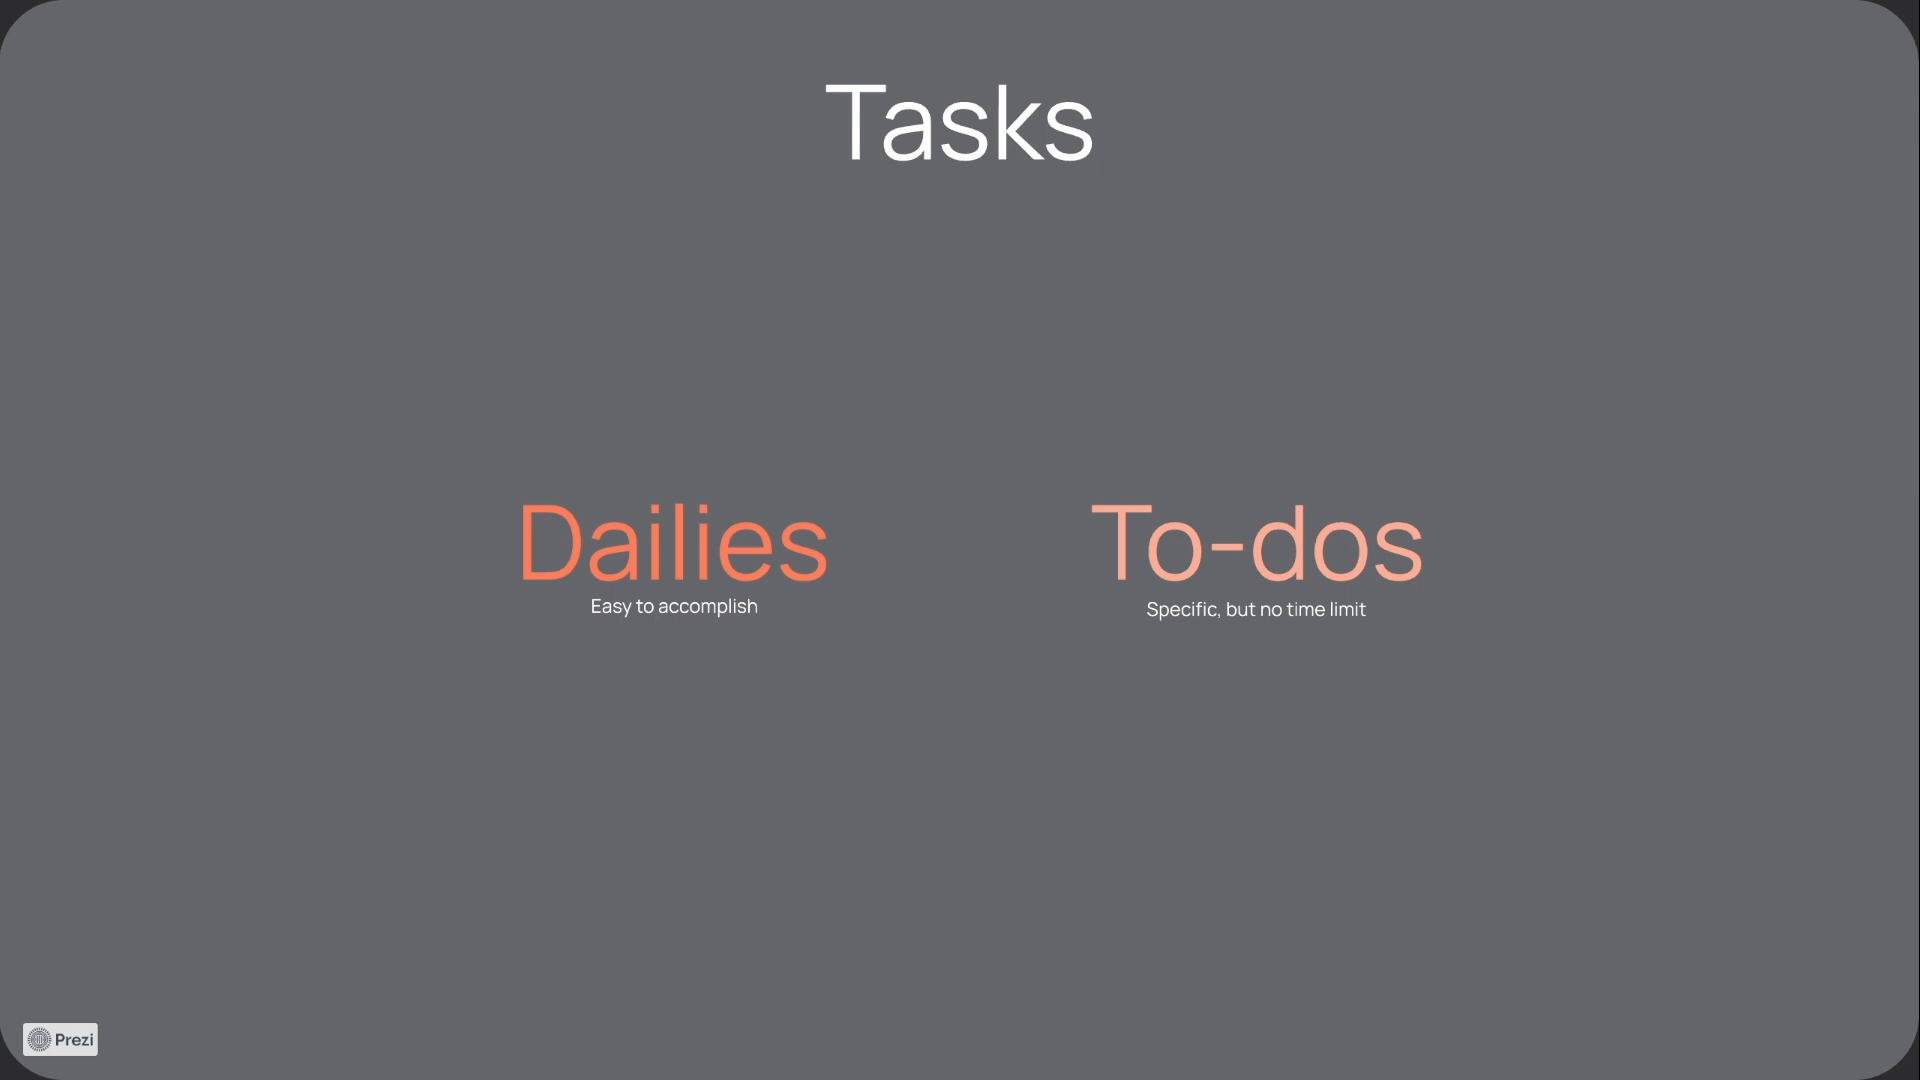 Tasks
Dailies
Easy to accomplish
To-dos
Specific, but no time limit
Prezi